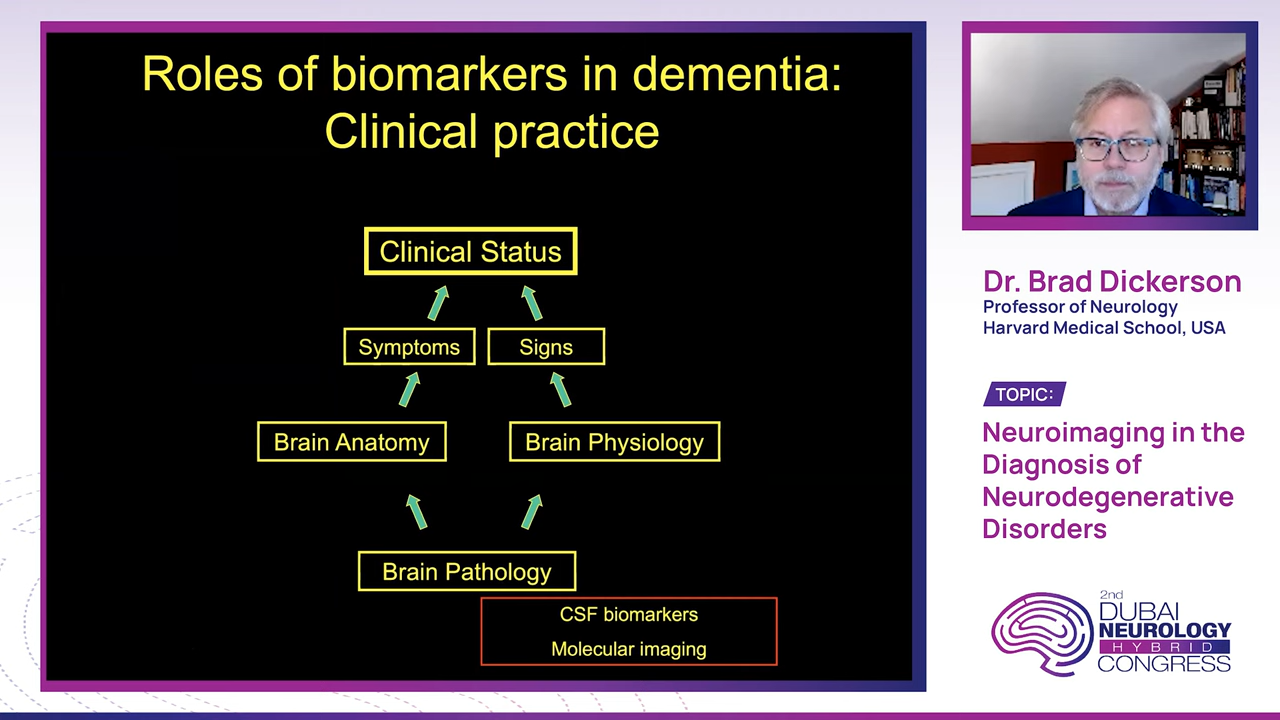 Roles of biomarkers in dementia:
Clinical practice
Clinical Status
Symptoms
Signs
Brain Anatomy
Brain Physiology
Brain Pathology
CSF biomarkers
Molecular imaging
Dr. Brad Dickerson
Professor of Neurology
Harvard Medical School, USA
TOPIC:
Neuroimaging in the
Diagnosis of
Neurodegenerative
Disorders
2nd
DUBAI
NEUROLOGY
HYBRID
CONGRESS